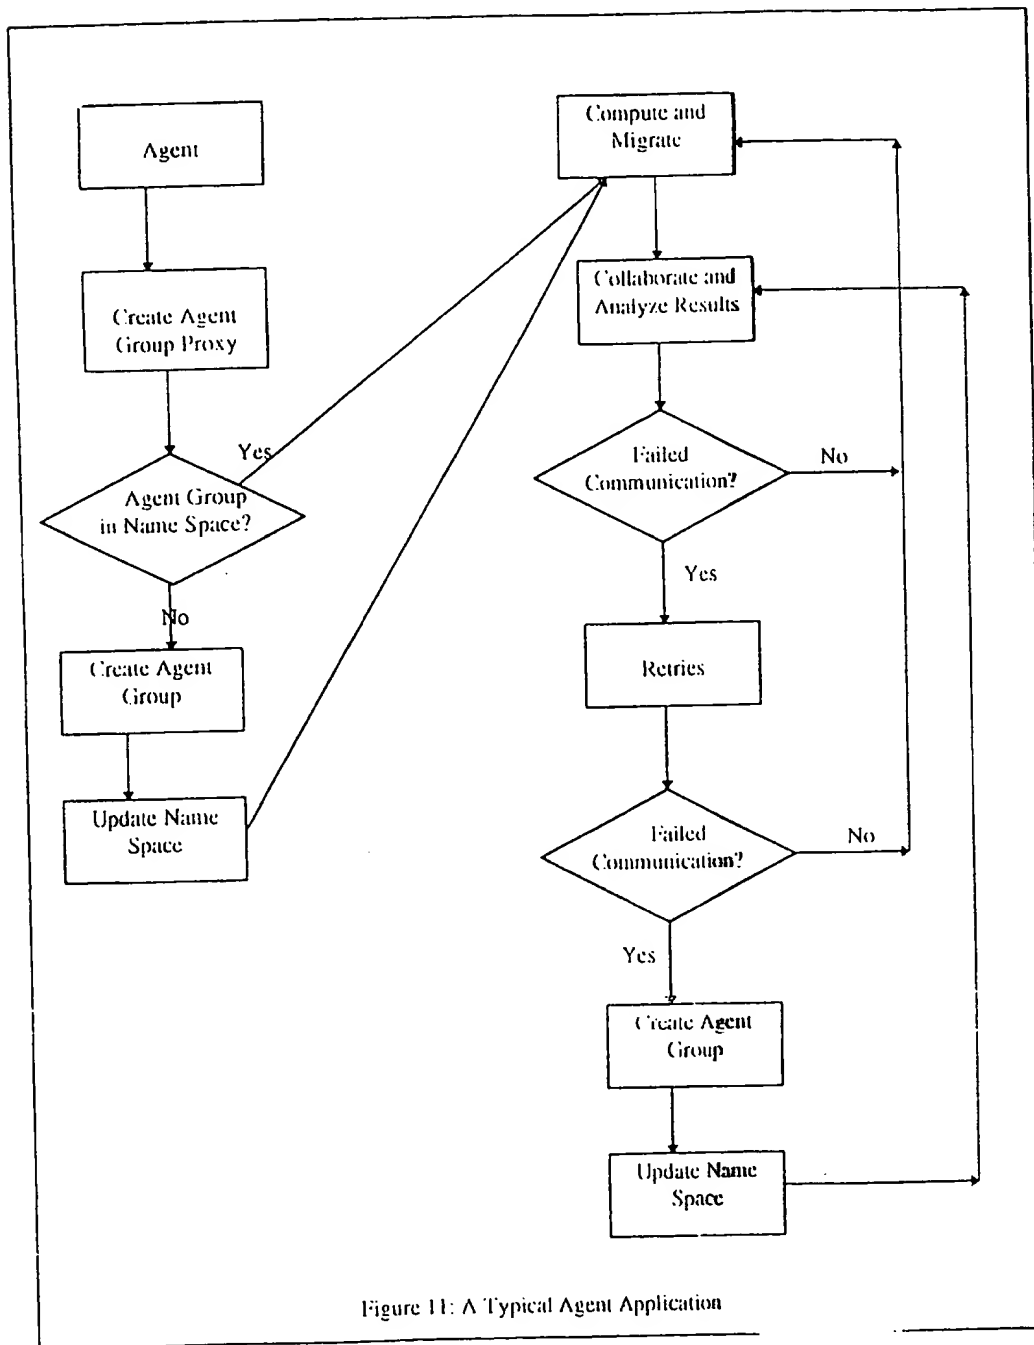 Agent
Create Agent
Group Proxy
Yes
Agent Group
in Name Space?
No
Create Agent
Group
Update Name
Space
Compute and
Migrate
Collaborate and
Analyze Results
Failed
Communication?
No
Yes
Retries
Failed
Communication?
No
Yes
Create Agent
Group
Update Name
Space
Figure 11: A Typical Agent Application